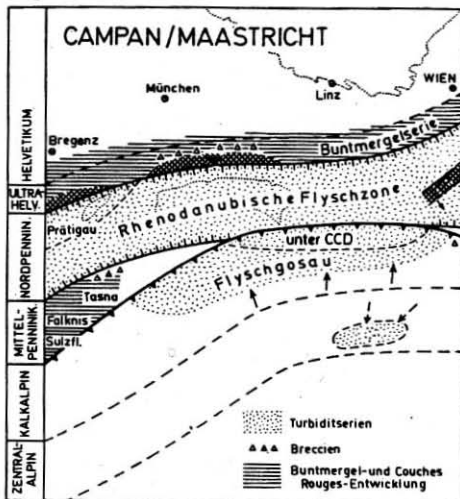 CAMPAN/MAASTRICHT
München
Linz
WIEN
Bregenz
Buntmergelserie
Rhenodanubische Flyschzone
Prätigau
unter CCD
Flyschgosau
Tasna
Falknis
Sulzfl.
HELVETIKUM
ULTRA-
HELV.
NORDPENNIN.
MITTEL-
PENNINIK.
KALKALPIN
ZENTRAL-
ALPIN
Turbiditserien
Breccien
Buntmergel-und Couches
Rouges-Entwicklung